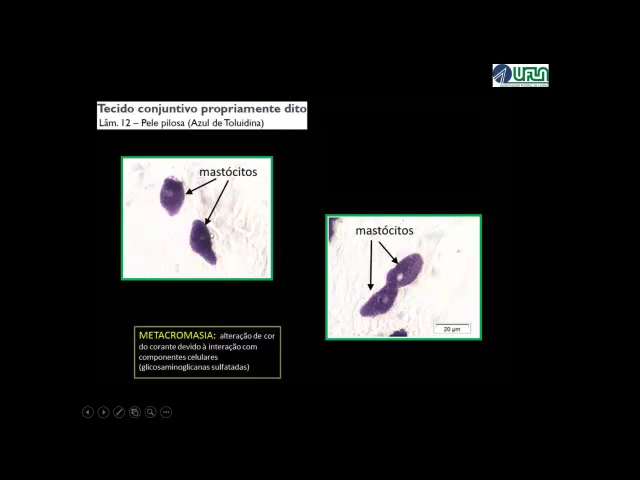 UFLA
Tecido conjuntivo propriamente dito
Lâm. 12 – Pele pilosa (Azul de Toluidina)
mastócitos
mastócitos
20 µm
METACROMASIA: alteração de cor
do corante devido à interação com
componentes celulares
(glicosaminoglicanas sulfatadas)